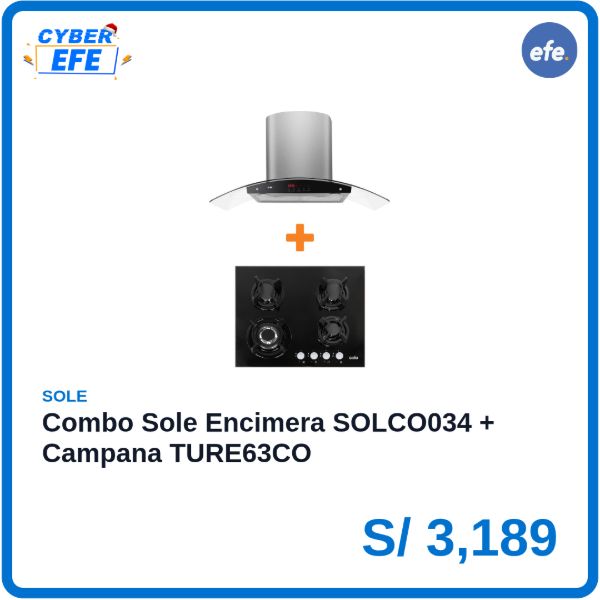 CYBER
EFE
efe.
SOLE
Combo Sole Encimera SOLCO034 +
Campana TURE63CO
S/ 3,189